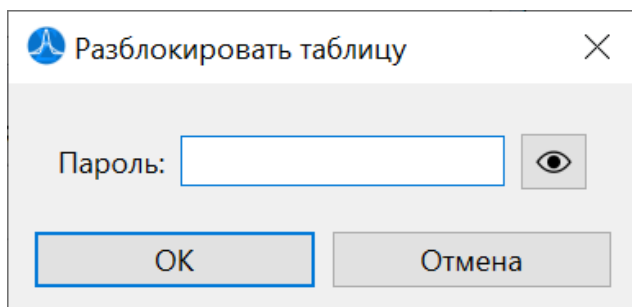 Разблокировать таблицу
Пароль:
OK
Отмена